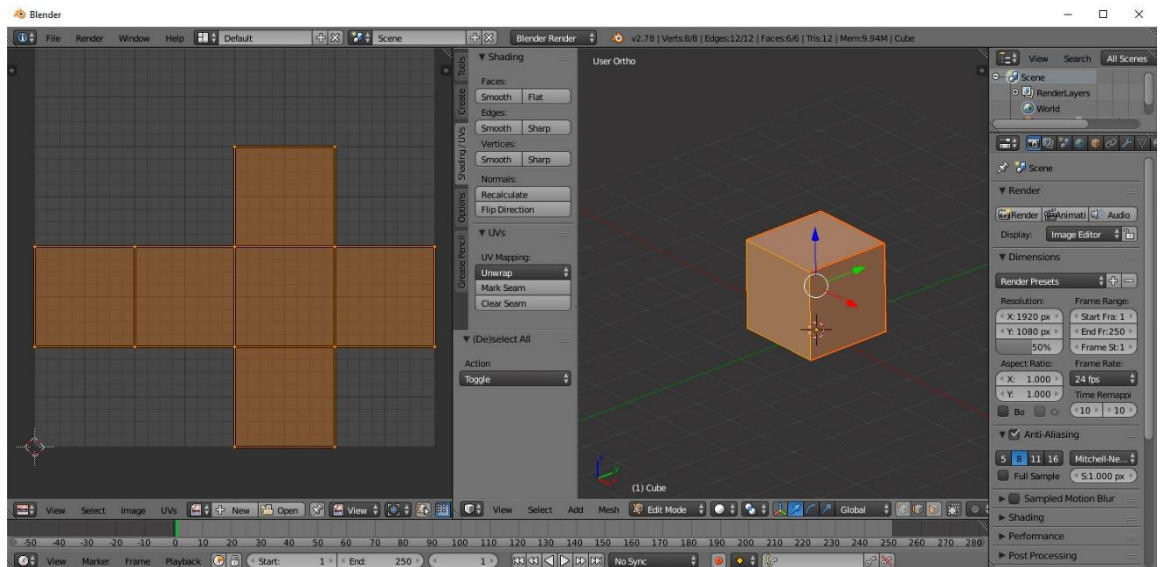 Blender
File Render Window Help Default Scene Blender Render v2.78 | Verts:8/8 | Edges:12/12 | Faces:6/6 | Tris:12 | Mem:9.94M | Cube
Tools
Create
Shading / UVs
Options
Grease Pencil
Shading
Faces:
Smooth Flat
Edges:
Smooth Sharp
Vertices:
Smooth Sharp
Normals:
Recalculate
Flip Direction
UVs
UV Mapping:
Unwrap
Mark Seam
Clear Seam
(De)select All
Action
Toggle
User Ortho
(1) Cube
View Search All Scenes
Scene
RenderLayers
World
Scene
Render
Render Animati Audio
Display: Image Editor
Dimensions
Render Presets
Resolution: Frame Range:
X:1920 px Start Fra: 1
Y: 1080 px End Fr:250
50% Frame St:1
Aspect Ratio: Frame Rate:
X: 1.000 24 fps
Y: 1.000 Time Remappi
Bo Cr 10 10
Anti-Aliasing
5 8 11 16 Mitchell-Ne...
Full Sample S:1.000 px
Sampled Motion Blur
Shading
Performance
Post Processing
View Select Image UVs New Open View
View Select Add Mesh Edit Mode Global
-50 -40 -30 -20 -10 0 10 20 30 40 50 60 70 80 90 100 110 120 130 140 150 160 170 180 190 200 210 220 230 240 250 260 270 280
View Marker Frame Playback Start: 1 End: 250 1 No Sync